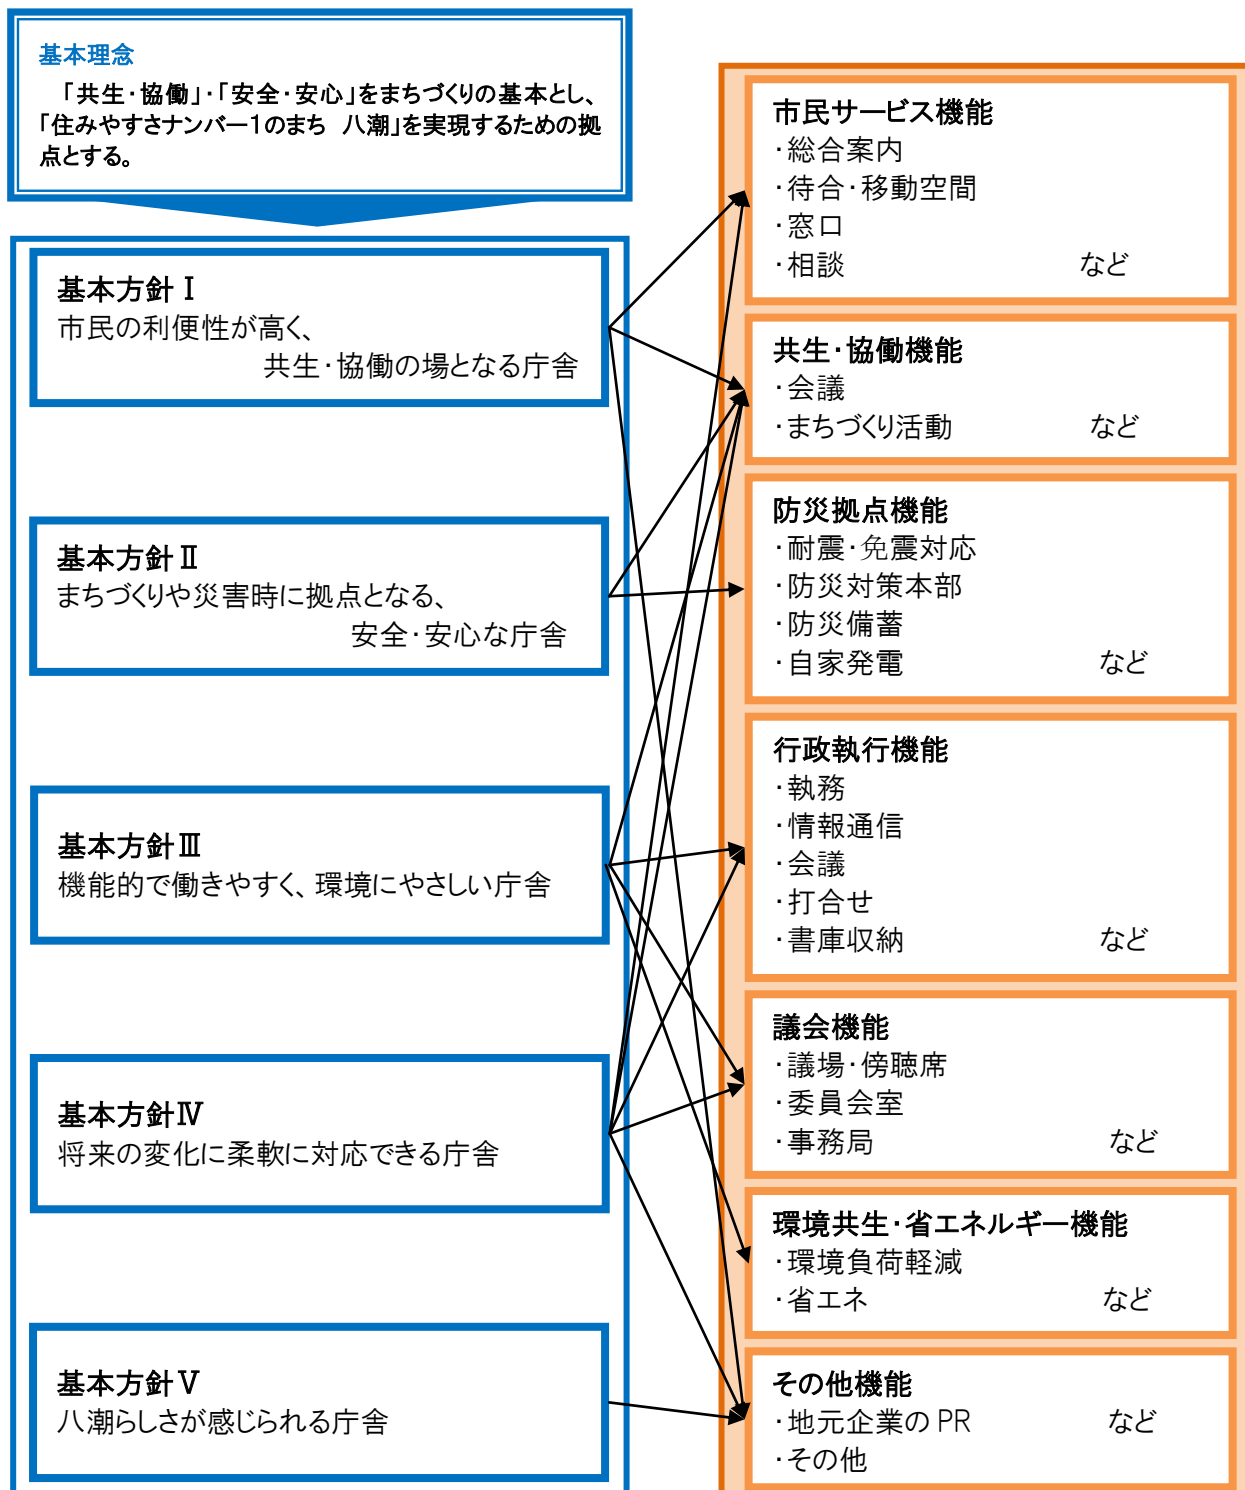 基本理念
「共生・協働」・「安全・安心」をまちづくりの基本とし、
「住みやすさナンバー1のまち　八潮」を実現するための拠
点とする。
基本方針Ⅰ
市民の利便性が高く、
共生・協働の場となる庁舎
基本方針Ⅱ
まちづくりや災害時に拠点となる、
安全・安心な庁舎
基本方針Ⅲ
機能的で働きやすく、環境にやさしい庁舎
基本方針Ⅳ
将来の変化に柔軟に対応できる庁舎
基本方針Ⅴ
八潮らしさが感じられる庁舎
市民サービス機能
・総合案内
・待合・移動空間
・窓口
・相談　など
共生・協働機能
・会議
・まちづくり活動　など
防災拠点機能
・耐震・免震対応
・防災対策本部
・防災備蓄
・自家発電　など
行政執行機能
・執務
・情報通信
・会議
・打合せ
・書庫収納　など
議会機能
・議場・傍聴席
・委員会室
・事務局　など
環境共生・省エネルギー機能
・環境負荷軽減
・省エネ　など
その他機能
・地元企業のPR　など
・その他